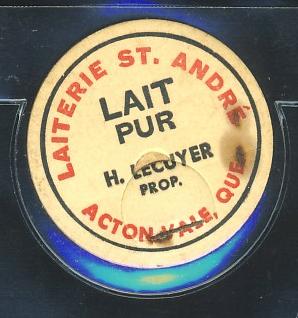 LAITERIE ST. ANDRÉ
LAIT
PUR
H. LECUYER
PROP.
ACTON VALE, QUE.